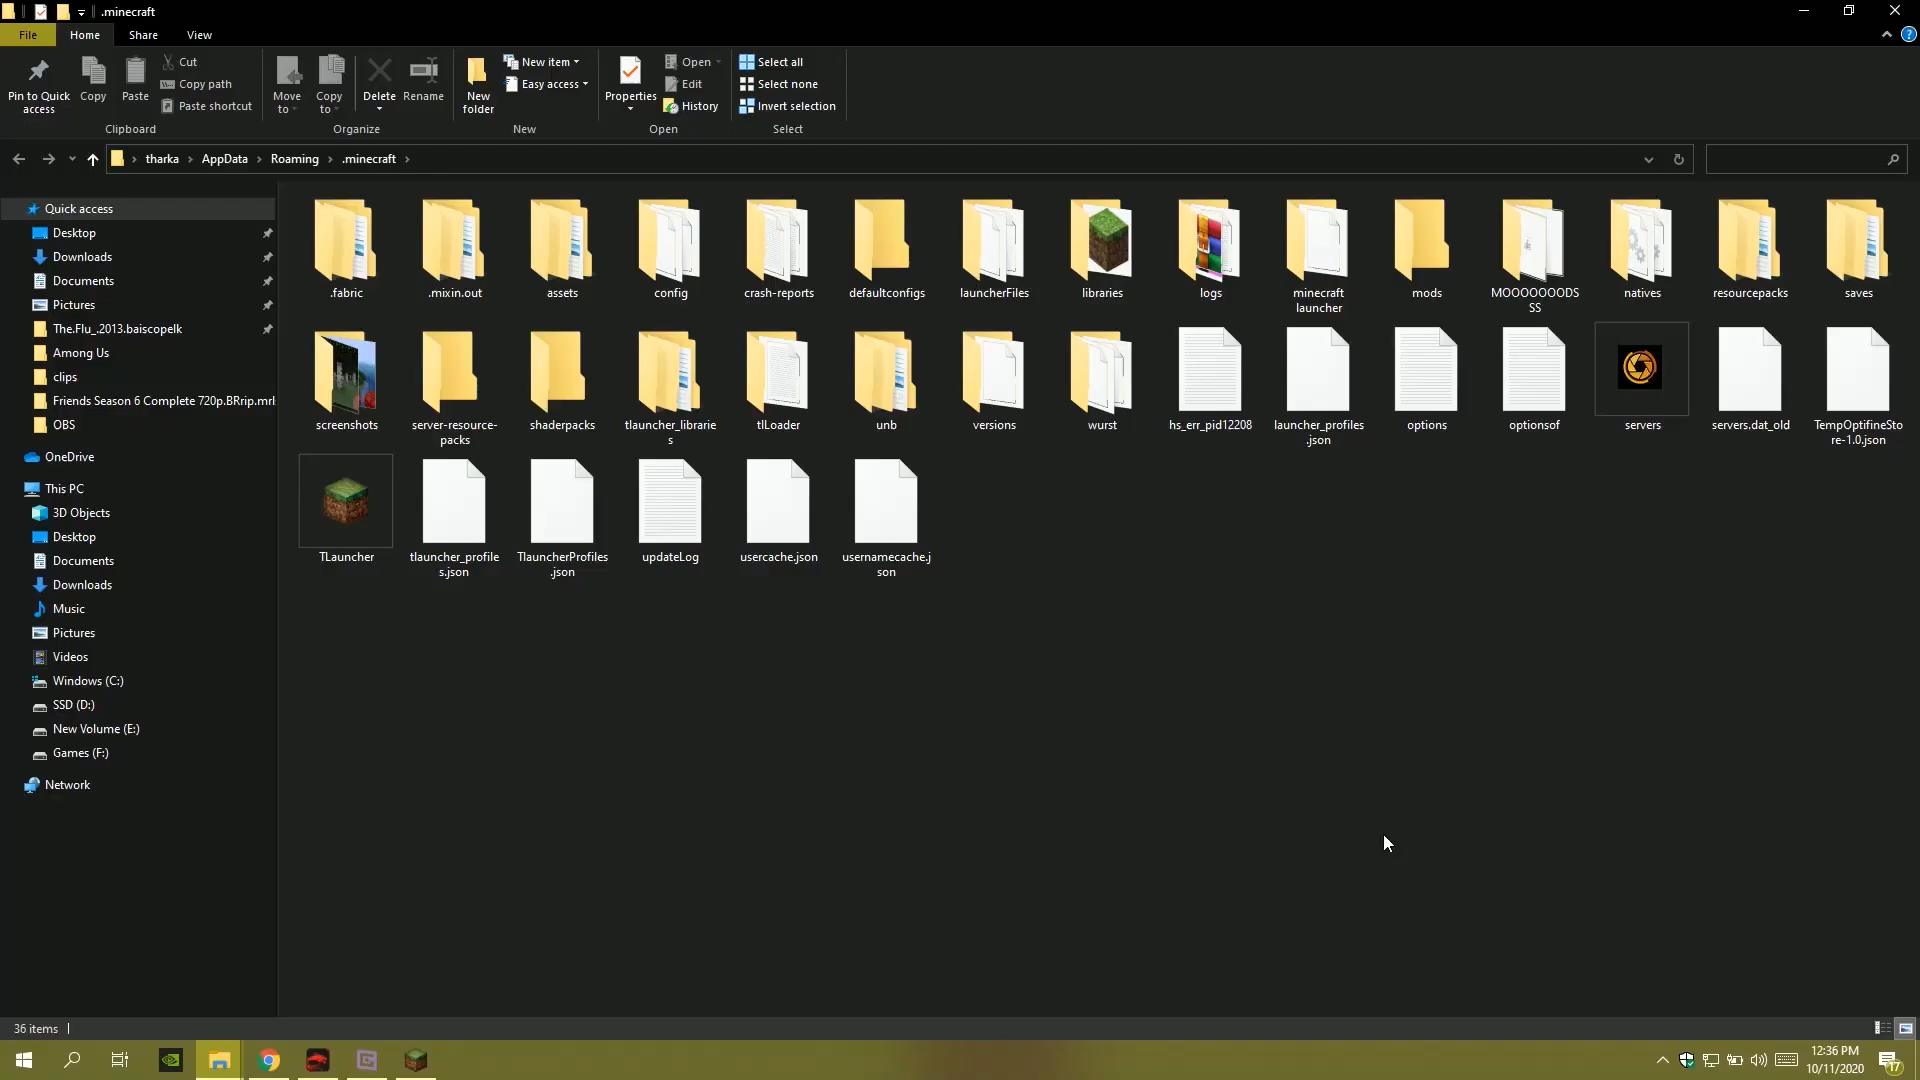 .minecraft
File
Home
Share
View
Pin to Quick
access
Copy
Paste
Cut
Copy path
Paste shortcut
Clipboard
Move
to
Copy
to
Delete
Rename
Organize
New
folder
New item
Easy access
New
Properties
Open
Edit
History
Open
Select all
Select none
Invert selection
Select
tharka
AppData
Roaming
.minecraft
Quick access
Desktop
Downloads
Documents
Pictures
The.Flu_.2013.baiscopelk
Among Us
clips
Friends Season 6 Complete 720p.BRrip.mrl
OBS
OneDrive
This PC
3D Objects
Desktop
Documents
Downloads
Music
Pictures
Videos
Windows (C:)
SSD (D:)
New Volume (E:)
Games (F:)
Network
.fabric
.mixin.out
assets
config
crash-reports
defaultconfigs
launcherFiles
libraries
logs
minecraft
launcher
mods
MOOOOOOODS
SS
natives
resourcepacks
saves
screenshots
server-resource-
packs
shaderpacks
tlauncher_librarie
s
tlLoader
unb
versions
wurst
hs_err_pid12208
launcher_profiles
.json
options
optionsof
servers
servers.dat_old
TempOptifineSto
re-1.0.json
TLauncher
tlauncher_profile
s.json
TlauncherProfiles
.json
updateLog
usercache.json
usernamecache.j
son
36 items
12:36 PM
10/11/2020
17